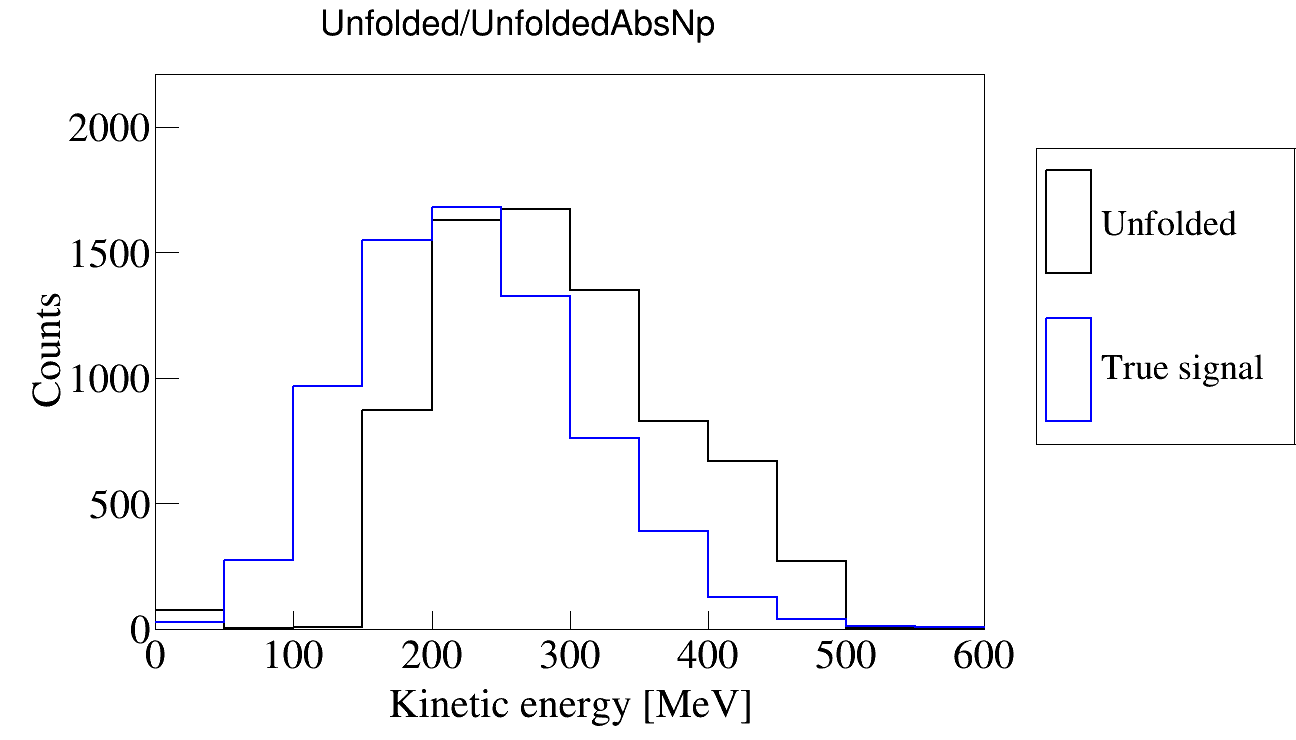 Unfolded/UnfoldedAbsNp
2000
1500
1000
500
0
Counts
0 100 200 300 400 500 600
Kinetic energy [MeV]
Unfolded
True signal